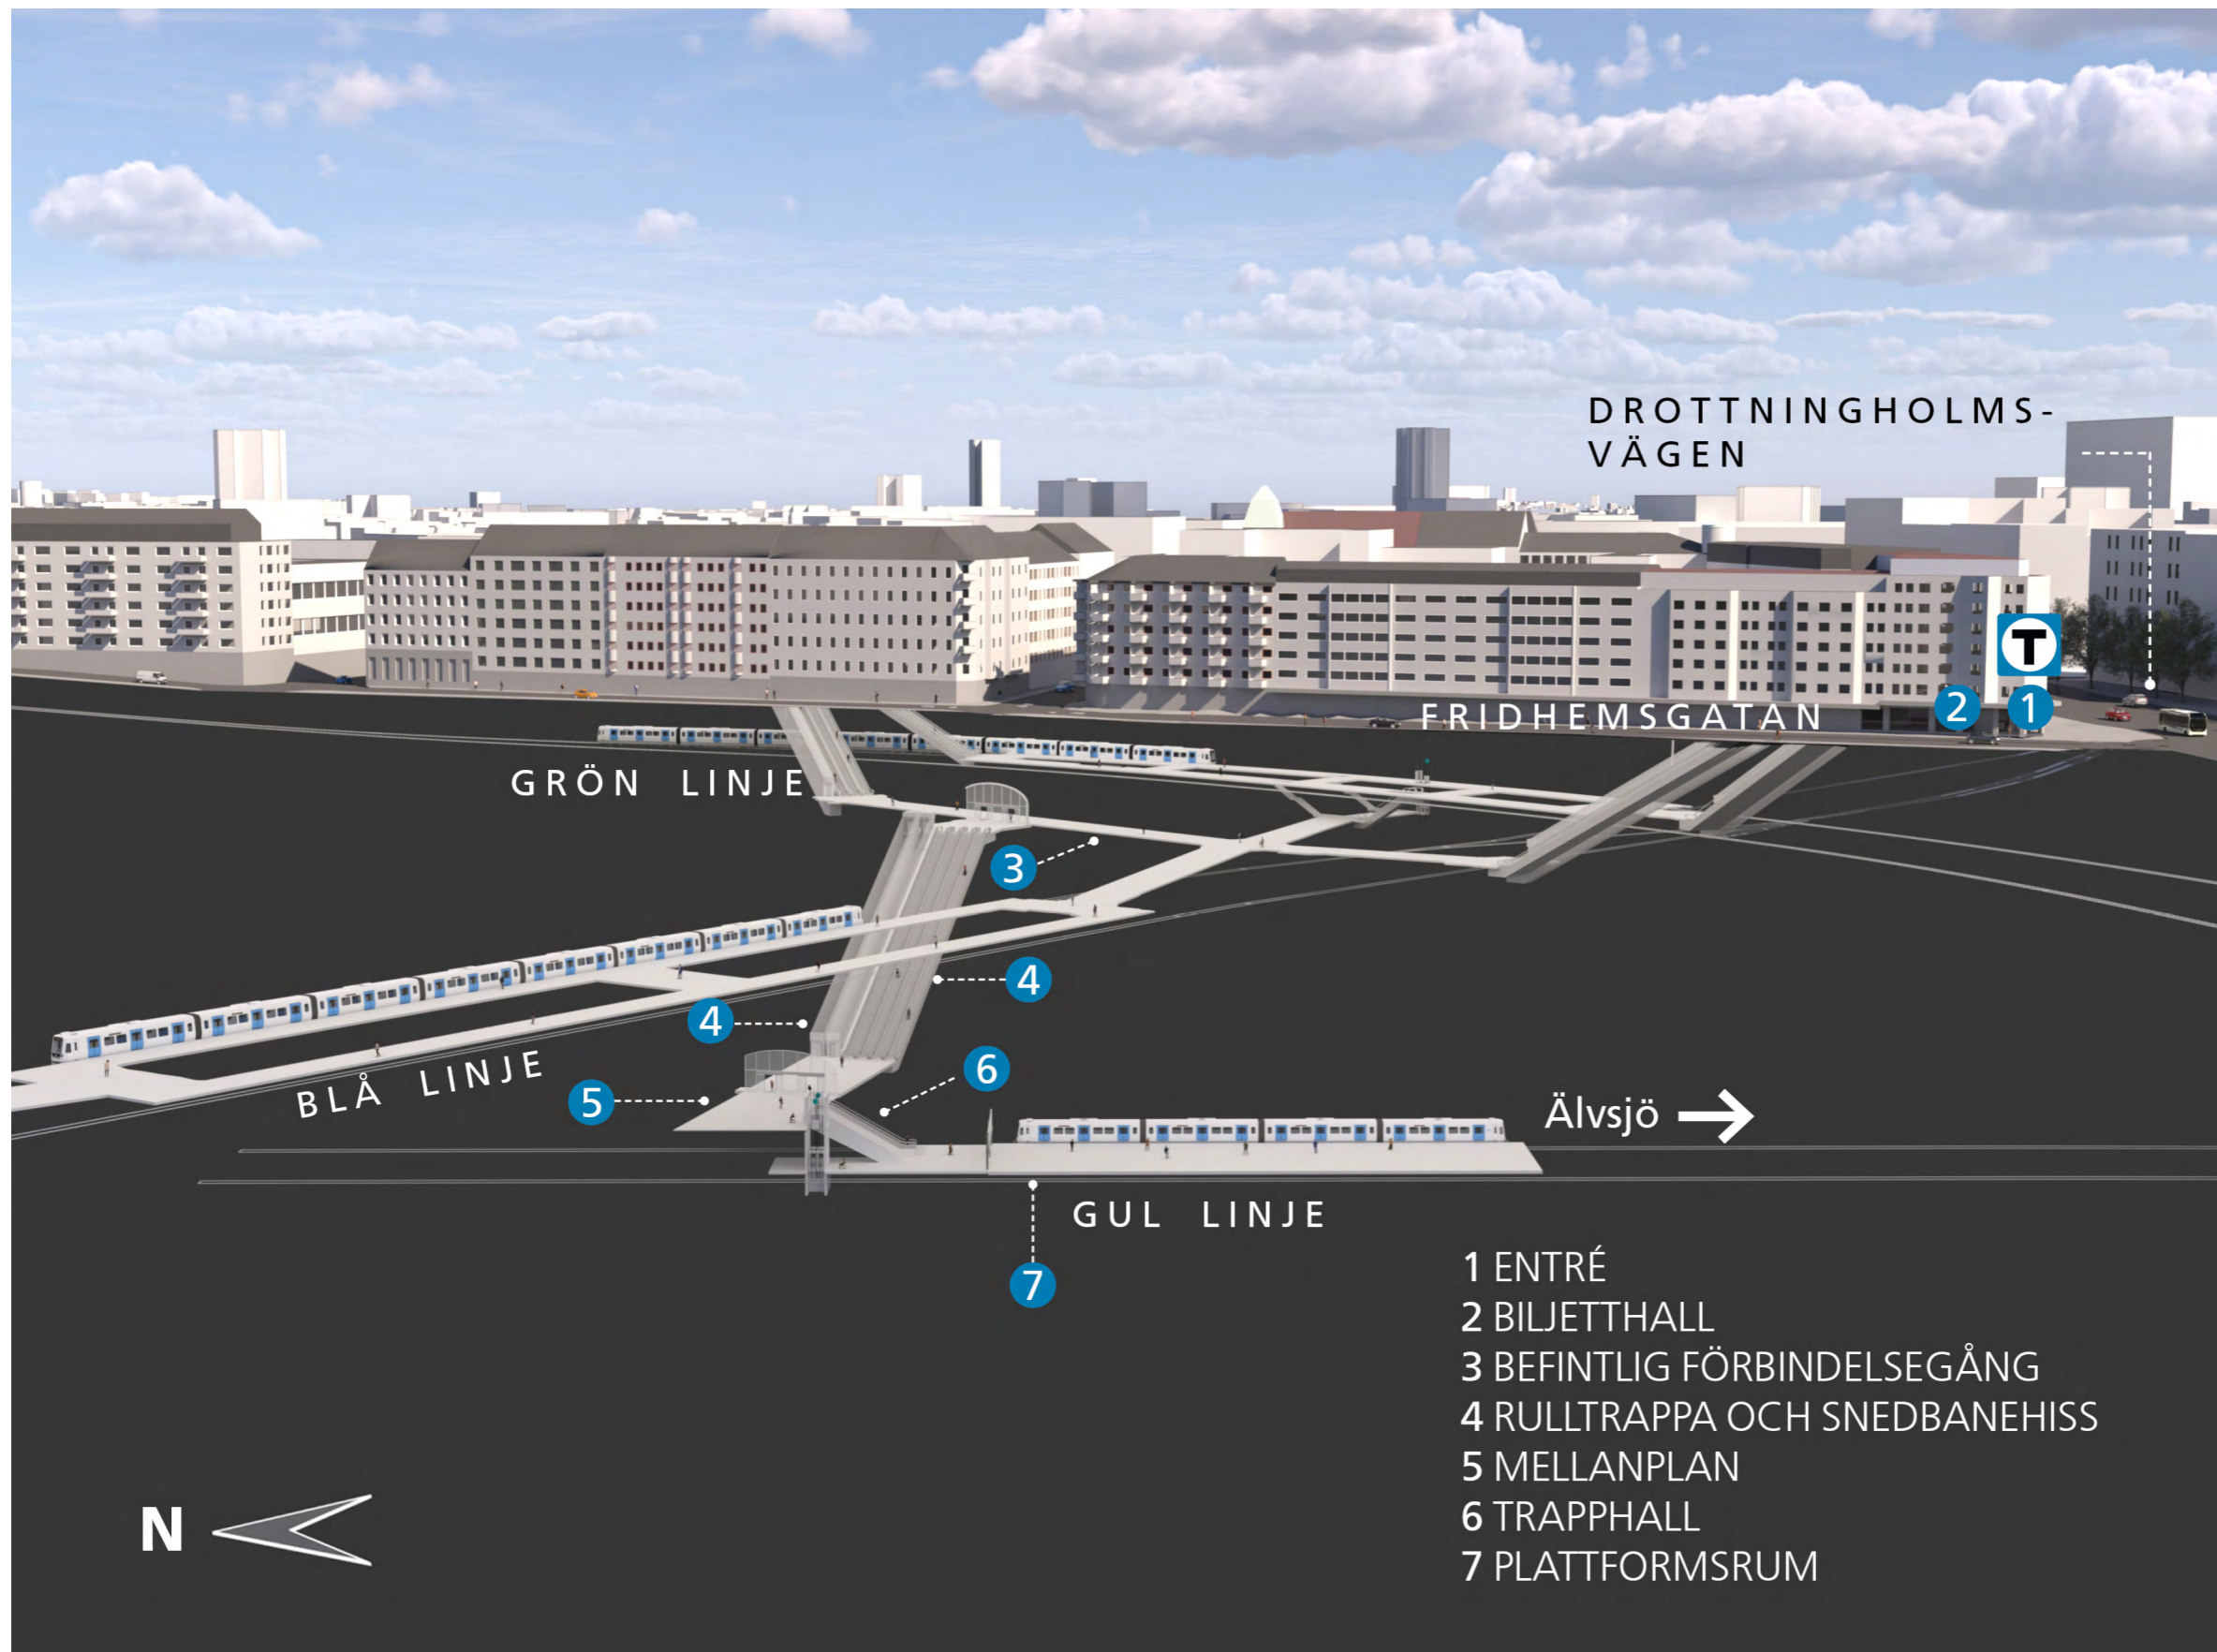 DROTTNINGHOLMS-
VÄGEN
T
FRIDHEMSGATAN
2
1
GRÖN LINJE
3
4
4
BLÅ LINJE
6
5
Älvsjö
GUL LINJE
7
1 ENTRÉ
2 BILJETTHALL
3 BEFINTLIG FÖRBINDELSEGÅNG
4 RULLTRAPPA OCH SNEDBANEHISS
5 MELLANPLAN
6 TRAPPHALL
7 PLATTFORMSRUM
N